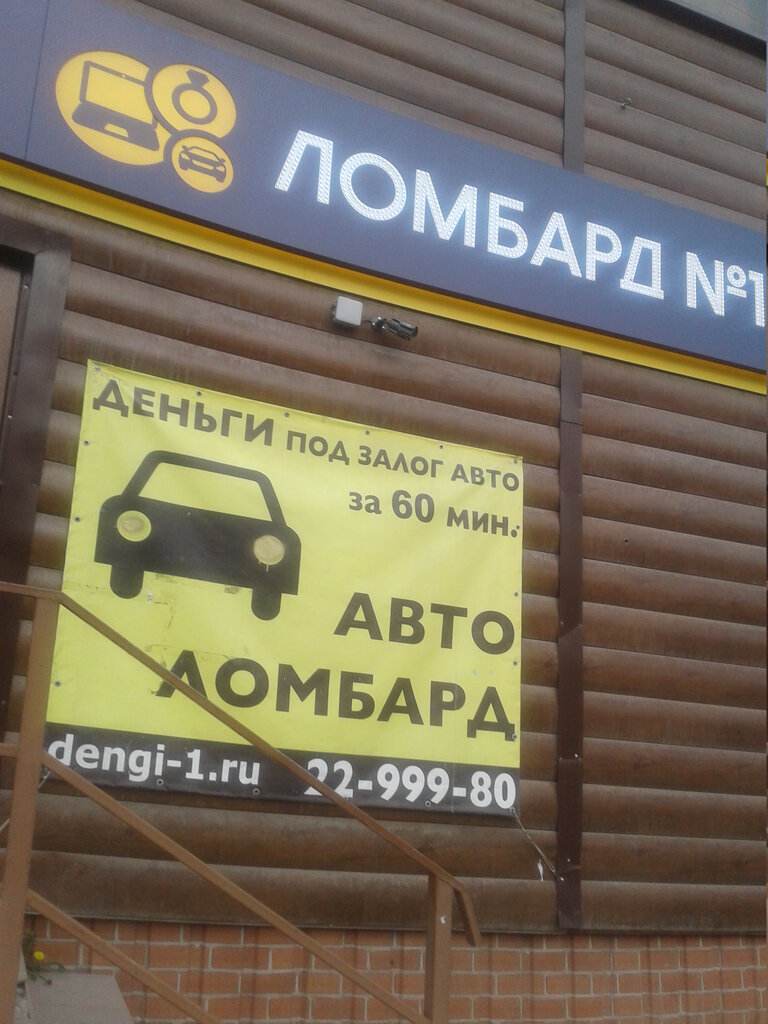 ЛОМБАРД №1
ДЕНЬГИ ПОД ЗАЛОГ АВТО
за 60 мин.
АВТО
ЛОМБАРД
dengi-1.ru 22-999-80